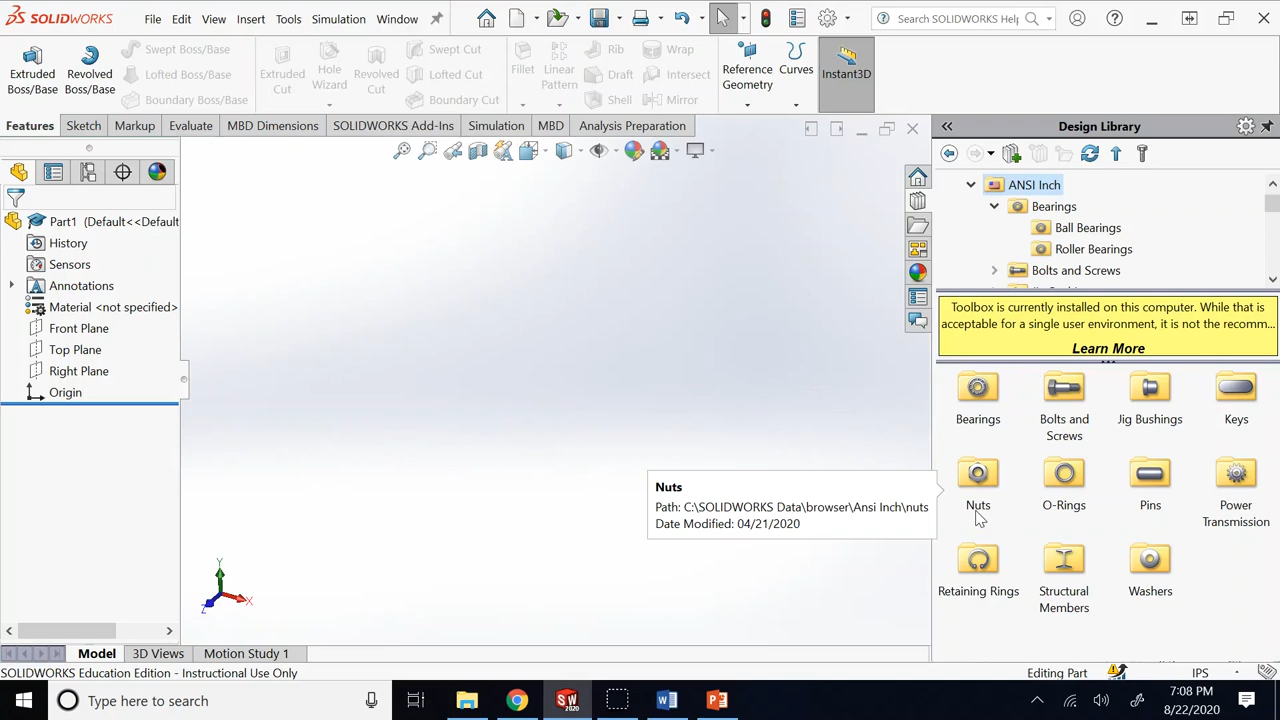 SOLIDWORKS File Edit View Insert Tools Simulation Window Search SOLIDWORKS Help
Extruded Boss/Base
Revolved Boss/Base
Swept Boss/Base
Lofted Boss/Base
Boundary Boss/Base
Extruded Cut
Hole Wizard
Revolved Cut
Swept Cut
Lofted Cut
Boundary Cut
Fillet
Linear Pattern
Rib
Draft
Shell
Wrap
Intersect
Mirror
Reference Geometry
Curves
Instant3D
Features Sketch Markup Evaluate MBD Dimensions SOLIDWORKS Add-Ins Simulation MBD Analysis Preparation
Part1 (Default<<Default
History
Sensors
Annotations
Material <not specified>
Front Plane
Top Plane
Right Plane
Origin
Y
X
Z
Nuts
Path: C:\SOLIDWORKS Data\browser\Ansi Inch\nuts
Date Modified: 04/21/2020
Design Library
ANSI Inch
Bearings
Ball Bearings
Roller Bearings
Bolts and Screws
Toolbox is currently installed on this computer. While that is
acceptable for a single user environment, it is not the recomm...
Learn More
Bearings
Bolts and Screws
Jig Bushings
Keys
Nuts
O-Rings
Pins
Power Transmission
Retaining Rings
Structural Members
Washers
Model 3D Views Motion Study 1
SOLIDWORKS Education Edition - Instructional Use Only
Editing Part
IPS
Type here to search
SW
2020
7:08 PM
8/22/2020